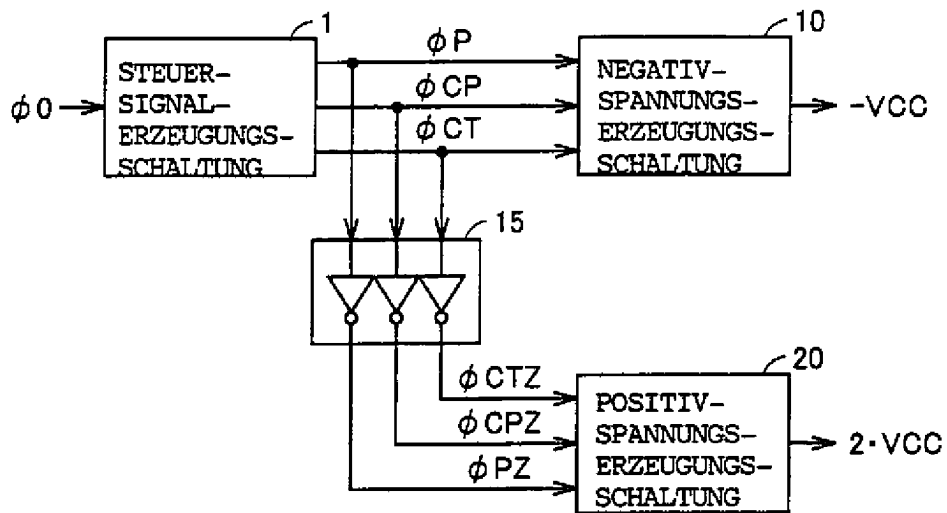 1
STEUER-
SIGNAL-
ERZEUGUNGS-
SCHALTUNG
φ0
φP
φCP
φCT
10
NEGATIV-
SPANNUNGS-
ERZEUGUNGS-
SCHALTUNG
-VCC
15
φCTZ
φCPZ
φPZ
20
POSITIV-
SPANNUNGS-
ERZEUGUNGS-
SCHALTUNG
2·VCC